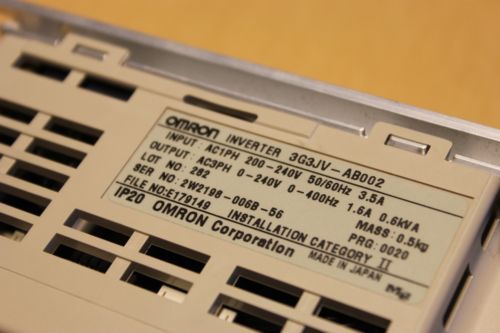 OMRON INVERTER 3G3JV-AB002
INPUT: AC1PH 200-240V 50/60Hz 3.5A
OUTPUT: AC3PH 0-240V 0-400Hz 1.6A 0.6kVA
LOT NO: 282 MASS: 0.5kg
SER NO: 2W2198-006B-56 PRG: 0020
FILE NO: E179149 INSTALLATION CATEGORY II
IP20 OMRON Corporation MADE IN JAPAN